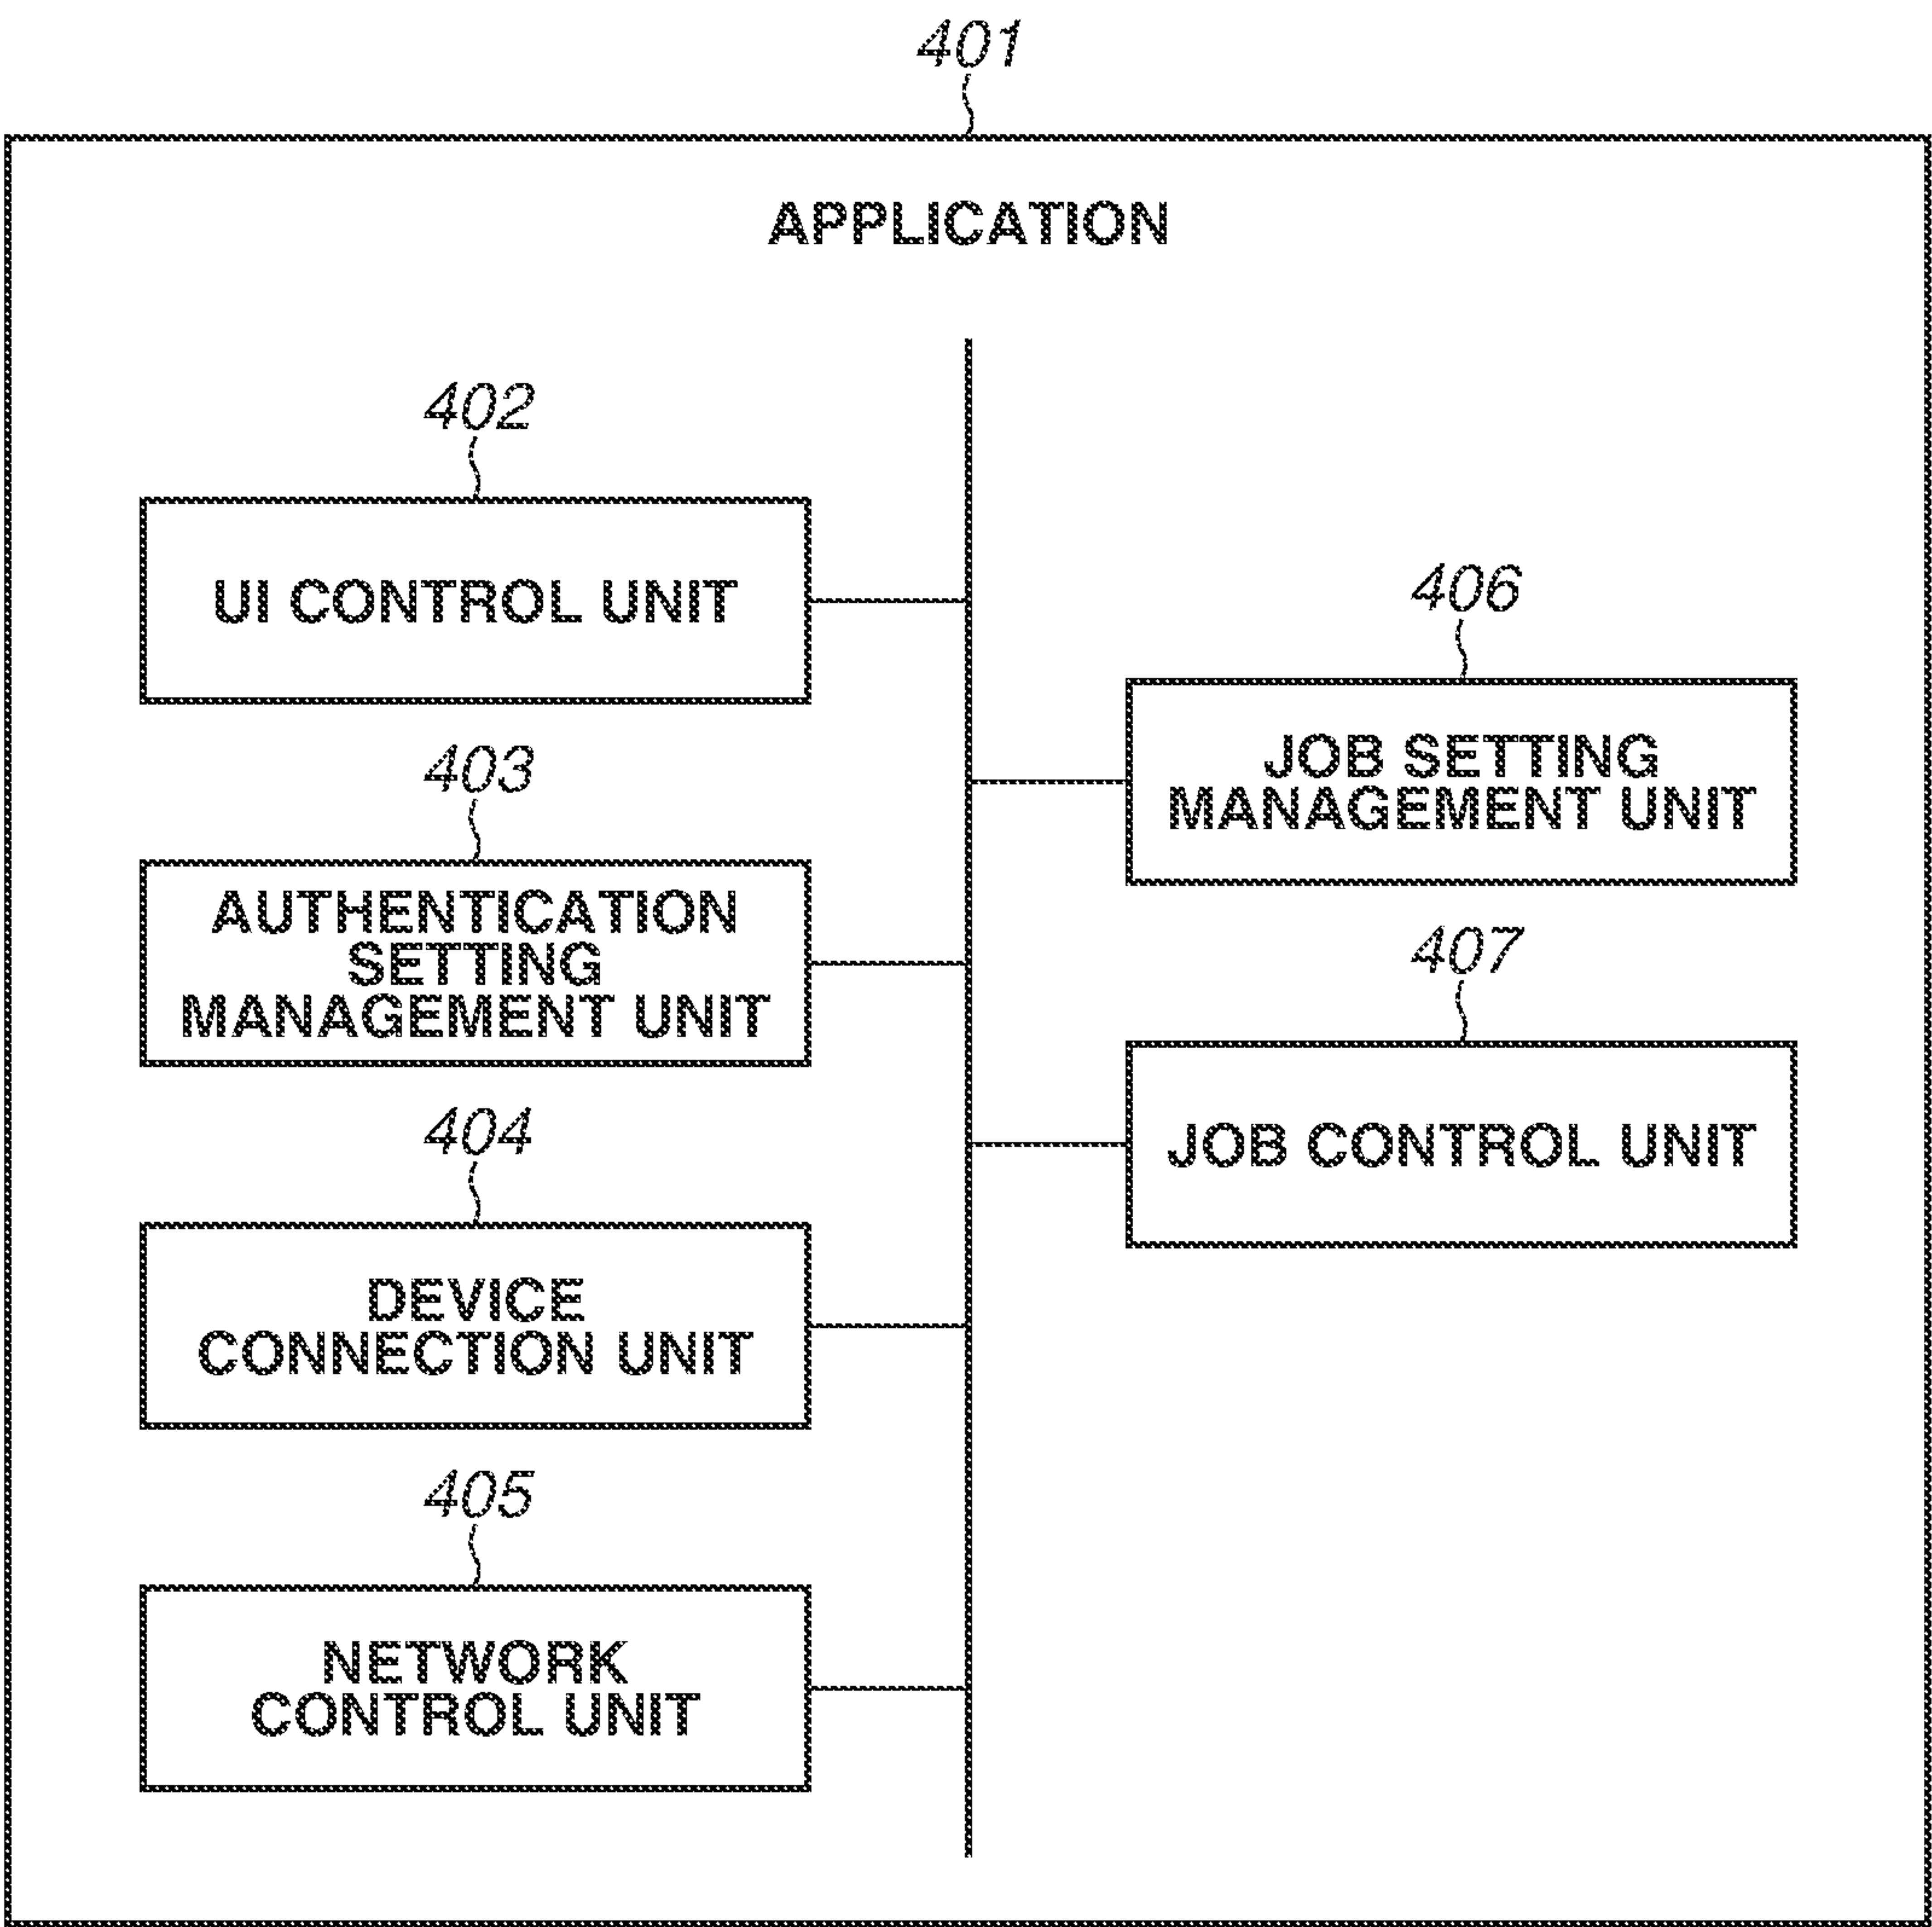 401
APPLICATION
402
UI CONTROL UNIT
403
AUTHENTICATION
SETTING
MANAGEMENT UNIT
404
DEVICE
CONNECTION UNIT
405
NETWORK
CONTROL UNIT
406
JOB SETTING
MANAGEMENT UNIT
407
JOB CONTROL UNIT